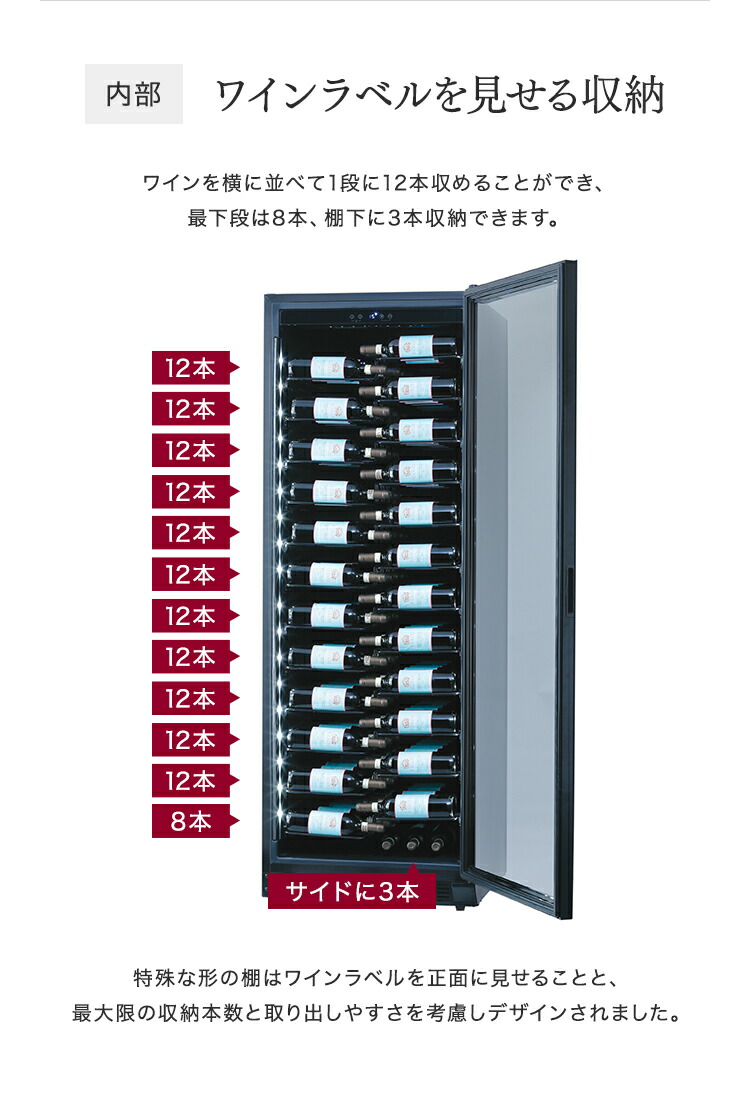 内部
ワインラベルを見せる収納
ワインを横に並べて1段に12本収めることができ、
最下段は8本、棚下に3本収納できます。
12本
12本
12本
12本
12本
12本
12本
12本
12本
12本
12本
8本
サイドに3本
特殊な形の棚はワインラベルを正面に見せることと、
最大限の収納本数と取り出しやすさを考慮しデザインされました。